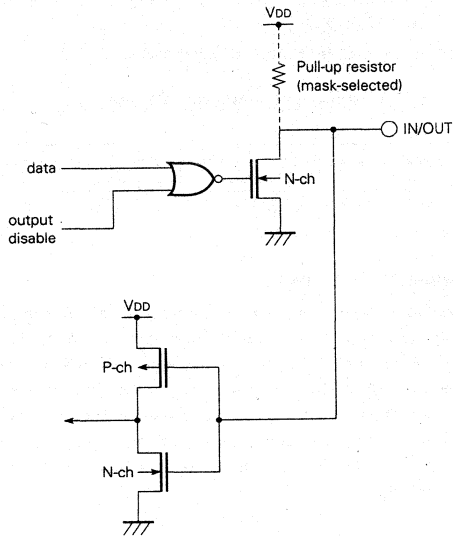 VDD
Pull-up resistor
(mask-selected)
IN/OUT
data
N-ch
output
disable
VDD
P-ch
N-ch